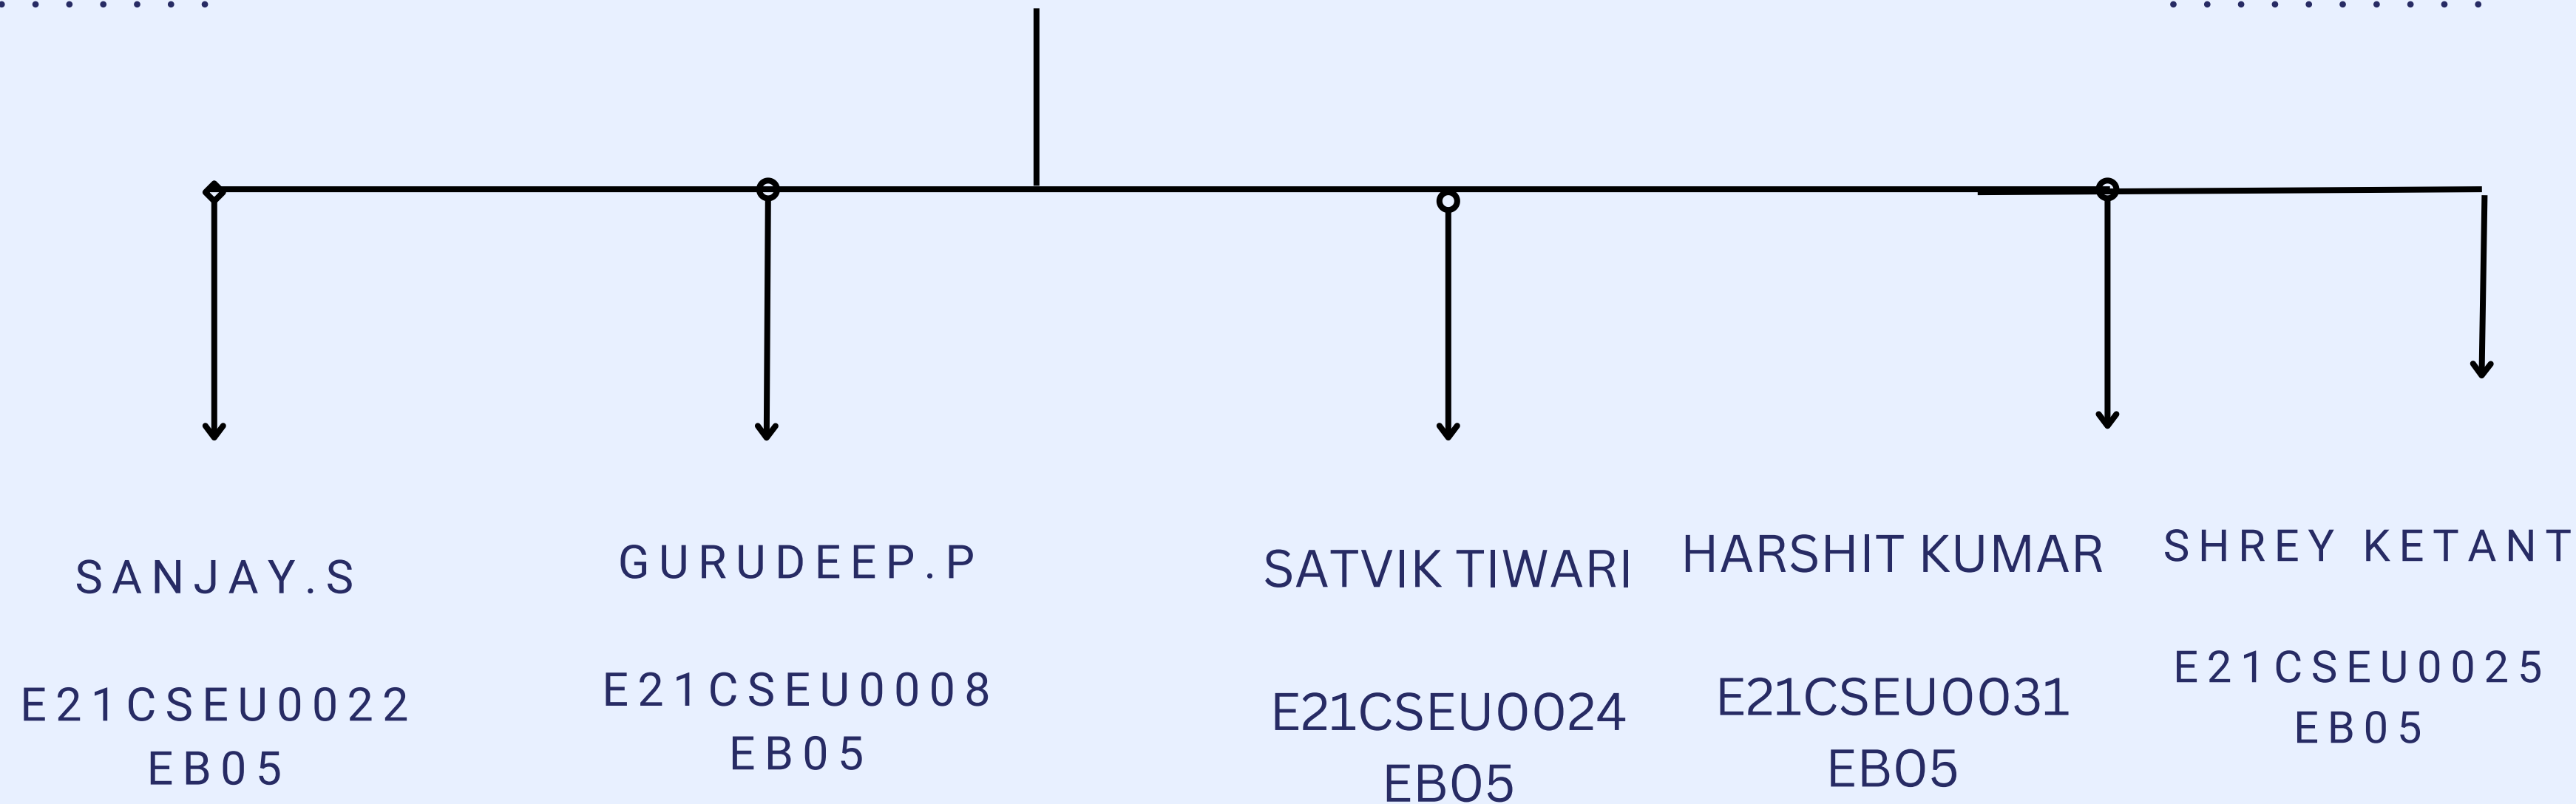 SANJAY.S
E21CSEU0022
EB05
GURUDEEP.P
E21CSEU0008
EB05
SATVIK TIWARI
E21CSEU0024
EB05
HARSHIT KUMAR
E21CSEU0031
EB05
SHREY KETANT
E21CSEU0025
EB05